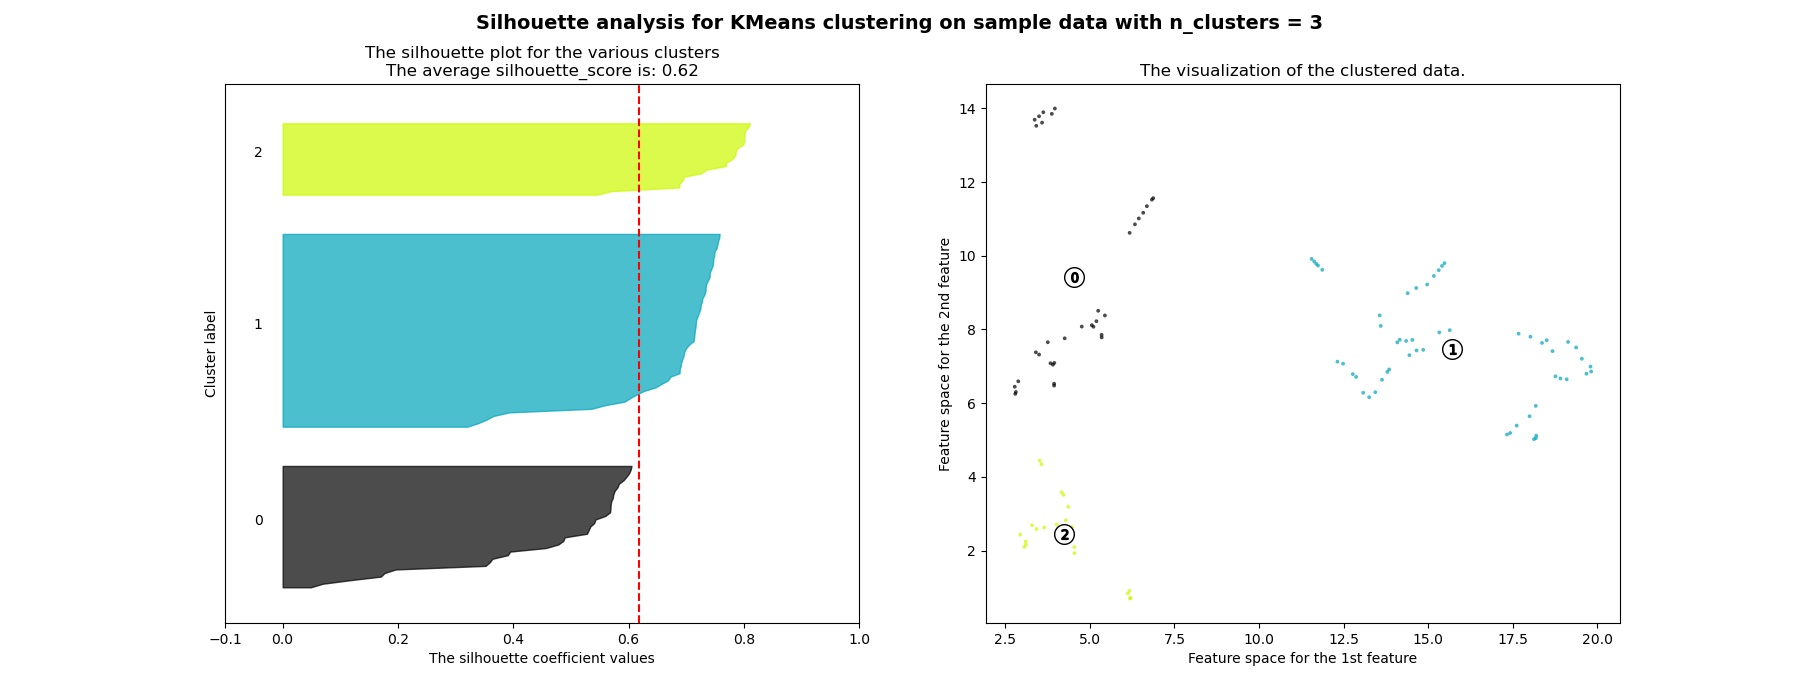 Silhouette analysis for KMeans clustering on sample data with n_clusters = 3
The silhouette plot for the various clusters
The average silhouette_score is: 0.62
2
1
0
Cluster label
−0.1 0.0 0.2 0.4 0.6 0.8 1.0
The silhouette coefficient values
The visualization of the clustered data.
14
12
10
8
6
4
2
Feature space for the 2nd feature
0
1
2
2.5 5.0 7.5 10.0 12.5 15.0 17.5 20.0
Feature space for the 1st feature